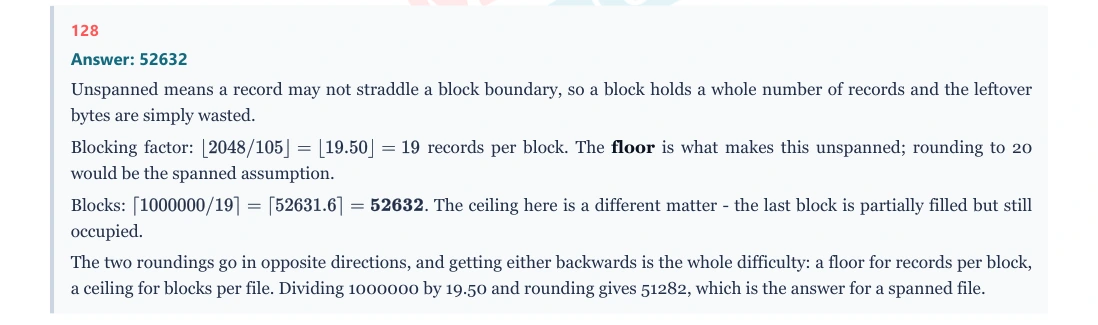 128
Answer: 52632
Unspanned means a record may not straddle a block boundary, so a block holds a whole number of records and the leftover
bytes are simply wasted.
Blocking factor: ⌊2048/105⌋ = ⌊19.50⌋ = 19 records per block. The floor is what makes this unspanned; rounding to 20
would be the spanned assumption.
Blocks: ⌈1000000/19⌉ = ⌈52631.6⌉ = 52632. The ceiling here is a different matter - the last block is partially filled but still
occupied.
The two roundings go in opposite directions, and getting either backwards is the whole difficulty: a floor for records per block,
a ceiling for blocks per file. Dividing 1000000 by 19.50 and rounding gives 51282, which is the answer for a spanned file.